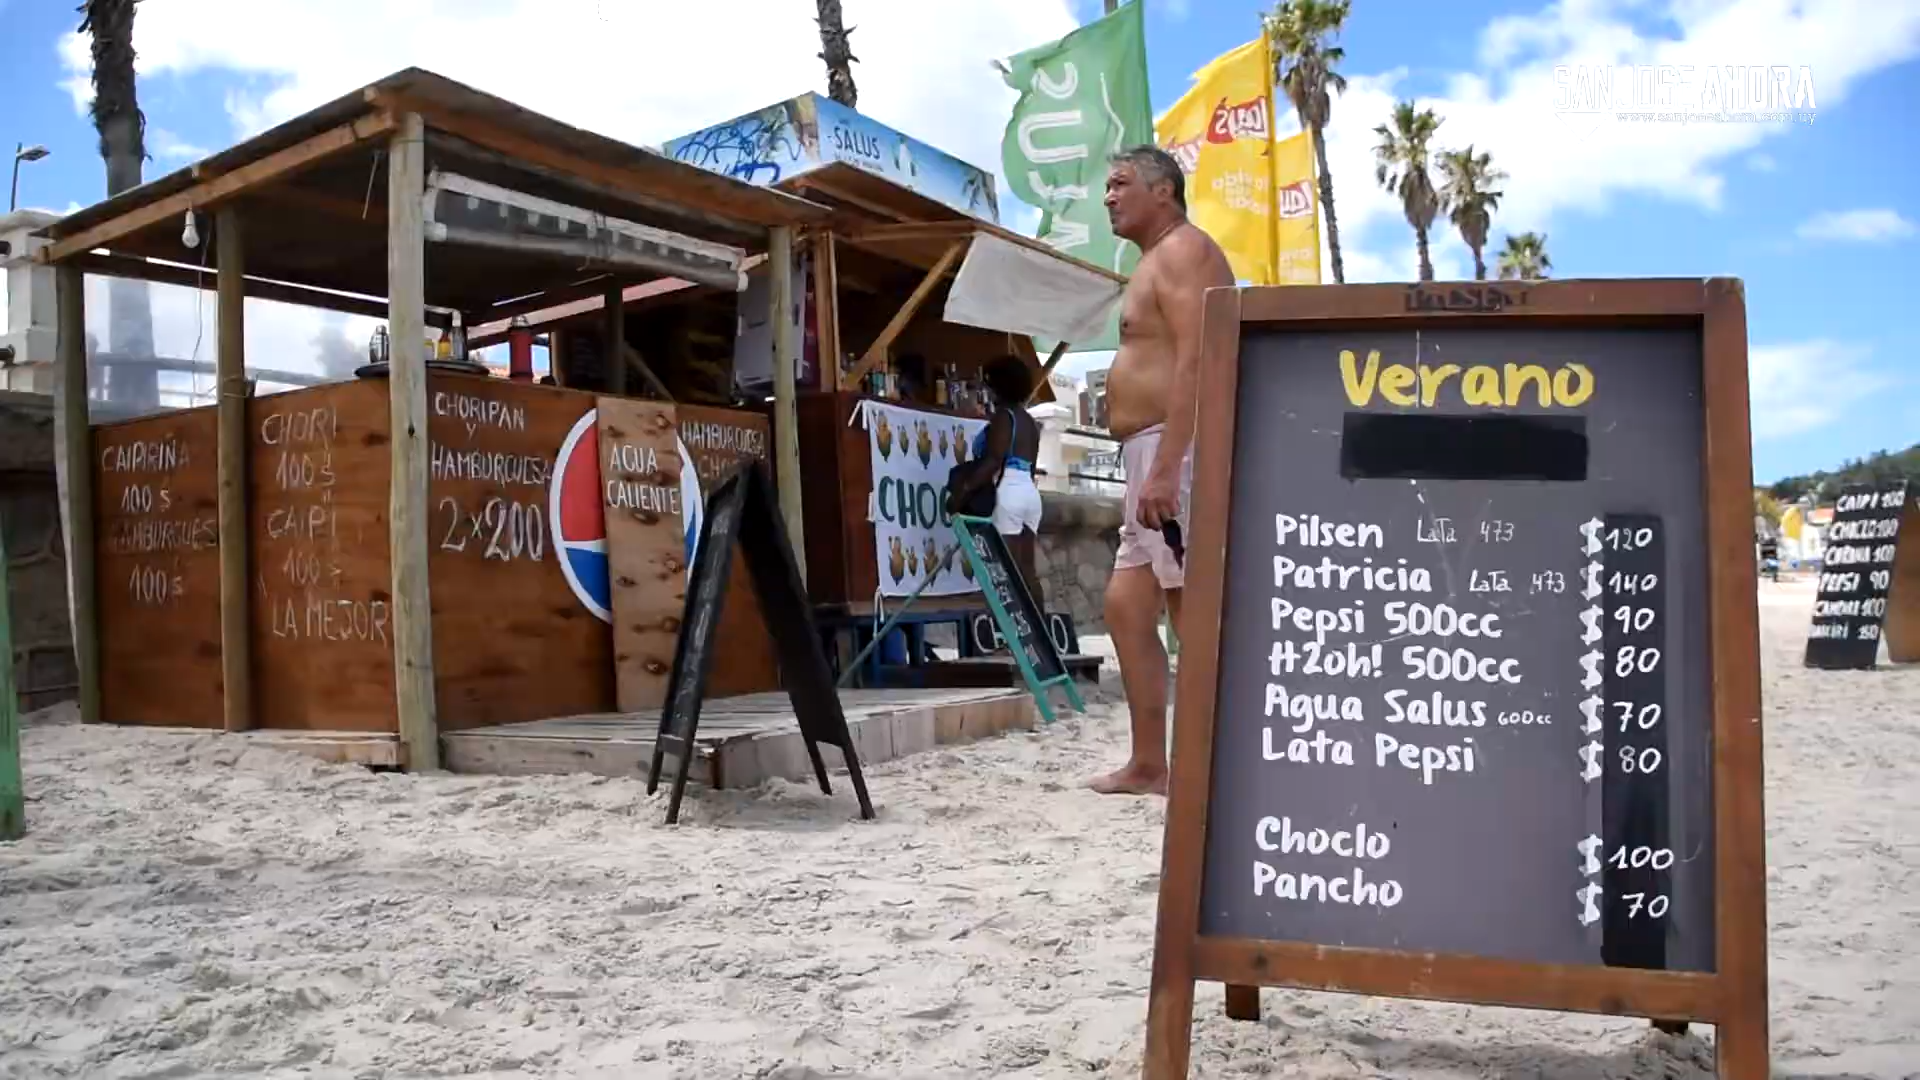 SANJOSE AHORA
www.sanjoseahora.com.uy
SALUS
Lay's
Lay's
CAIPIRIÑA
100 $
HAMBURGUES
100 $
CHORI
100 $
CAIPI
100 $
LA MEJOR
CHORIPAN
Y
HAMBURGUESA
2x200
AGUA
CALIENTE
HAMBURGUESA
CHOC
Verano
Pilsen Lata 473 $120
Patricia Lata 473 $140
Pepsi 500cc $90
H2oh! 500cc $80
Agua Salus 600cc $70
Lata Pepsi $80
Choclo $100
Pancho $70
CAIPI 100
CHOCLO 100
PEPSI 90